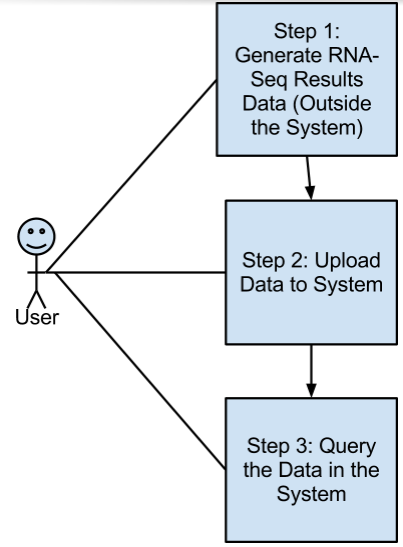 Step 1:
Generate RNA-
Seq Results
Data (Outside
the System)
Step 2: Upload
Data to System
User
Step 3: Query
the Data in the
System